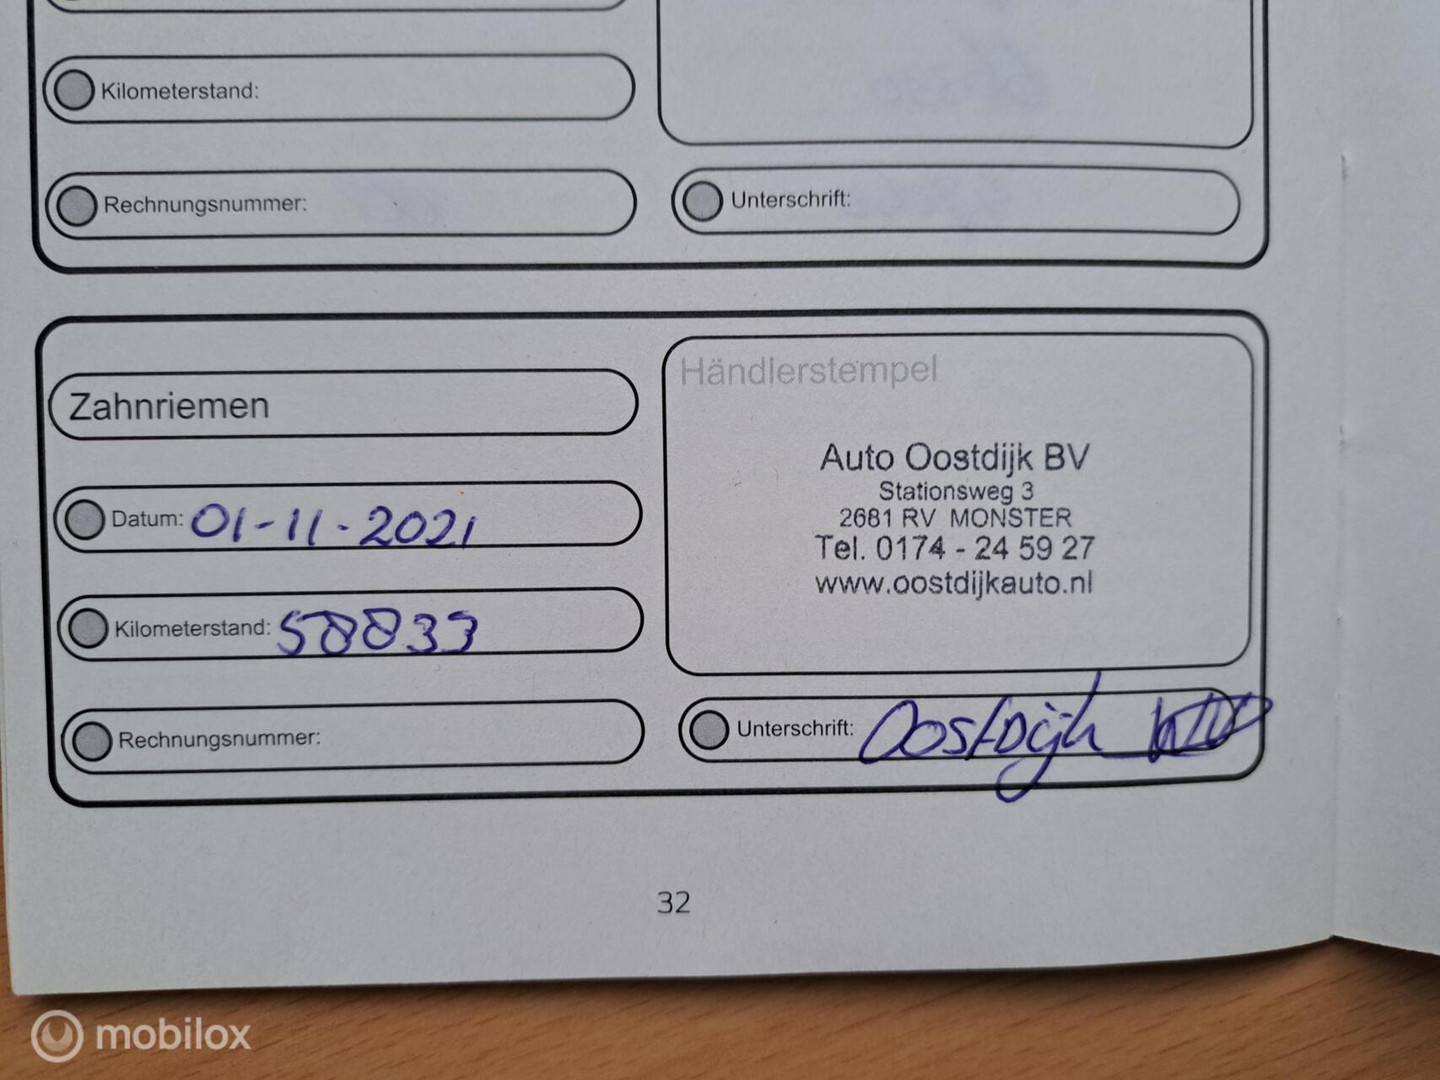 Kilometerstand:
Rechnungsnummer:
Unterschrift:
Zahnriemen
Händlerstempel
Datum: 01-11-2021
Kilometerstand: 58833
Rechnungsnummer:
Auto Oostdijk BV
Stationsweg 3
2681 RV MONSTER
Tel. 0174 - 24 59 27
www.oostdijkauto.nl
Unterschrift: Oostdijk
32
mobilox